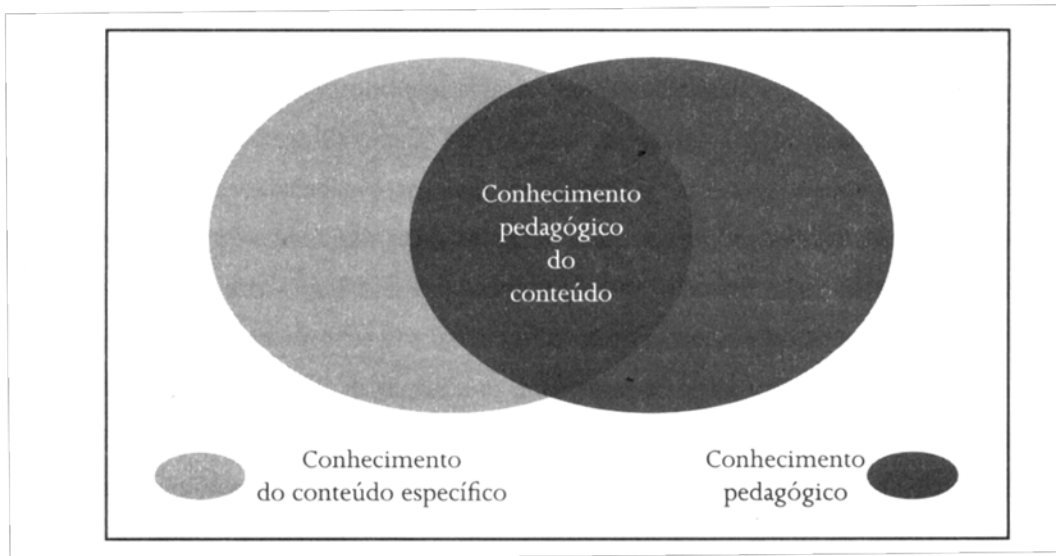 Conhecimento
pedagógico
do
conteúdo
Conhecimento
do conteúdo específico
Conhecimento
pedagógico